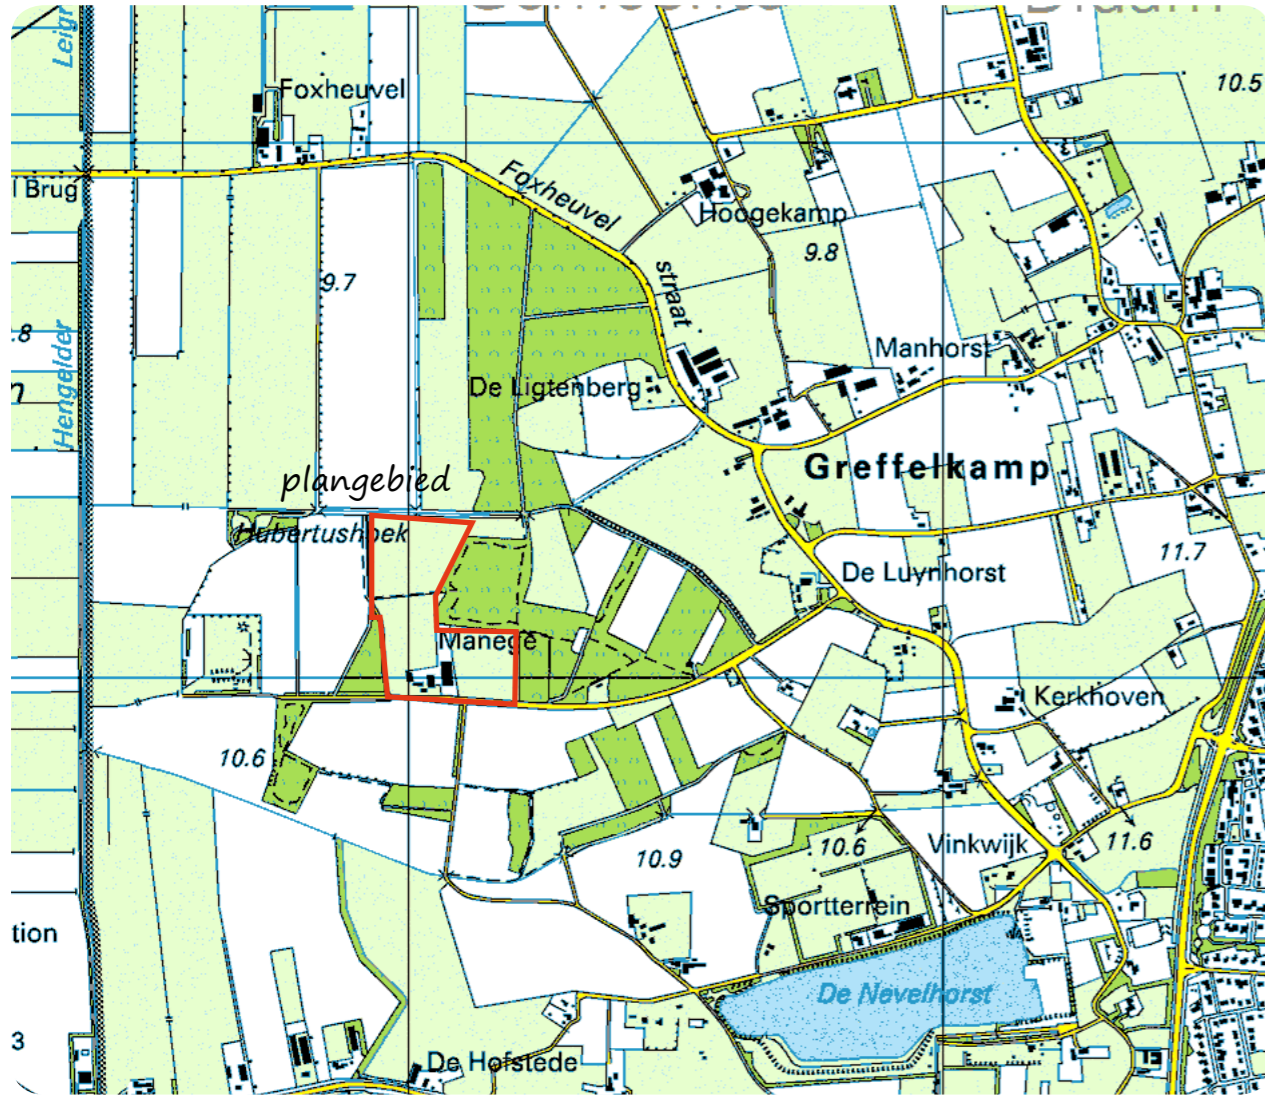 Leigr
Foxheuvel
10.5
l Brug
Foxheuvel
straat
Hoogekamp
9.8
9.7
.8
Hengelder
Manhorst
De Ligtenberg
Greffelkamp
plangebied
Hubertushoek
11.7
De Luynhorst
Manege
Kerkhoven
10.6
10.9
10.6
Vinkwijk
11.6
Sportterrein
tion
De Nevelhorst
3
De Hofstede